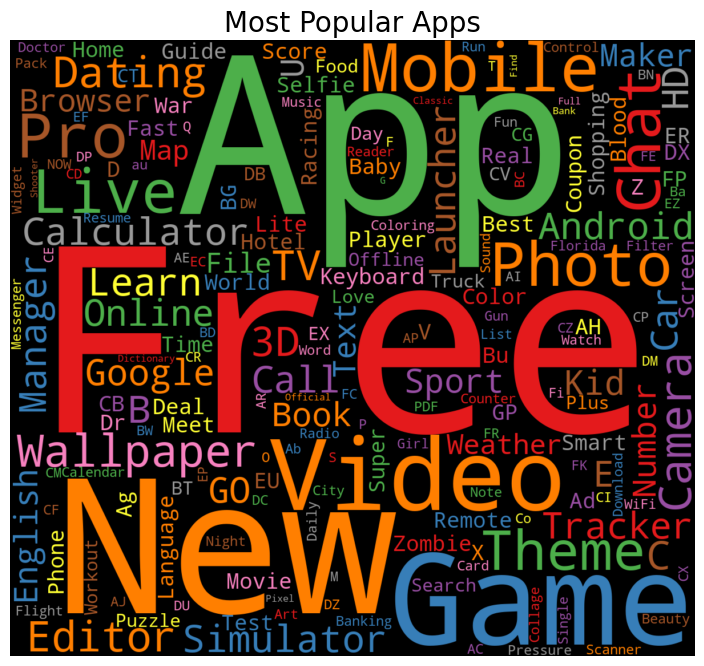 Most Popular Apps
Doctor
Pack
Home
CT
Guide
Score
U
Food
Selfie
Mobile
Run
T
Find
Control
Maker
Dating
Browser
War
EF
Fast
Q
Pro
Map
NOW
DP
CD
D
au
Widget
Shooter
Live
BG
DB
DW
Resume
App
Music
Racing
Day
F
Reader
Baby
G
Classic
Launcher
Fun
CG
Real
CV
BC
Full
Bank
Coupon
Shopping
Blood
Chat
BN
HD
ER
FE
DX
Z
FP
Ba
EZ
Calculator
Lite
Hotel
Coloring
Player
Offline
Best
Sound
Android
CE
AE
EC
File
TV
Keyboard
Truck
AI
Photo
Florida
Filter
Screen
Messenger
Manager
Learn
World
Love
Color
Online
Time
BD
Free
3D
EX
Word
Text
AP
V
Gun
List
CZ
AH
Watch
CP
Car
Dictionary
CR
Google
Call
Bu
DM
Camera
CB
B
Deal
Meet
AR
Official
Book
FC
Sport
Counter
PDF
GP
Fi
Plus
Kid
Dr
BW
Radio
P
Girl
FR
Number
Wallpaper
O
Ab
S
Super
Weather
Smart
English
CM
Calendar
BT
EP
GO
EU
City
Video
Note
FK
E
Ad
CI
Download
WiFi
CF
Ag
DC
Daily
Remote
Co
Tracker
Phone
Workout
Language
New
Night
Zombie
X
Theme
C
CX
Flight
AJ
DU
Movie
Pixel
M
DZ
Card
Search
Game
Puzzle
Test
Art
Banking
Collage
Single
Beauty
Editor
Simulator
AC
Pressure
Scanner